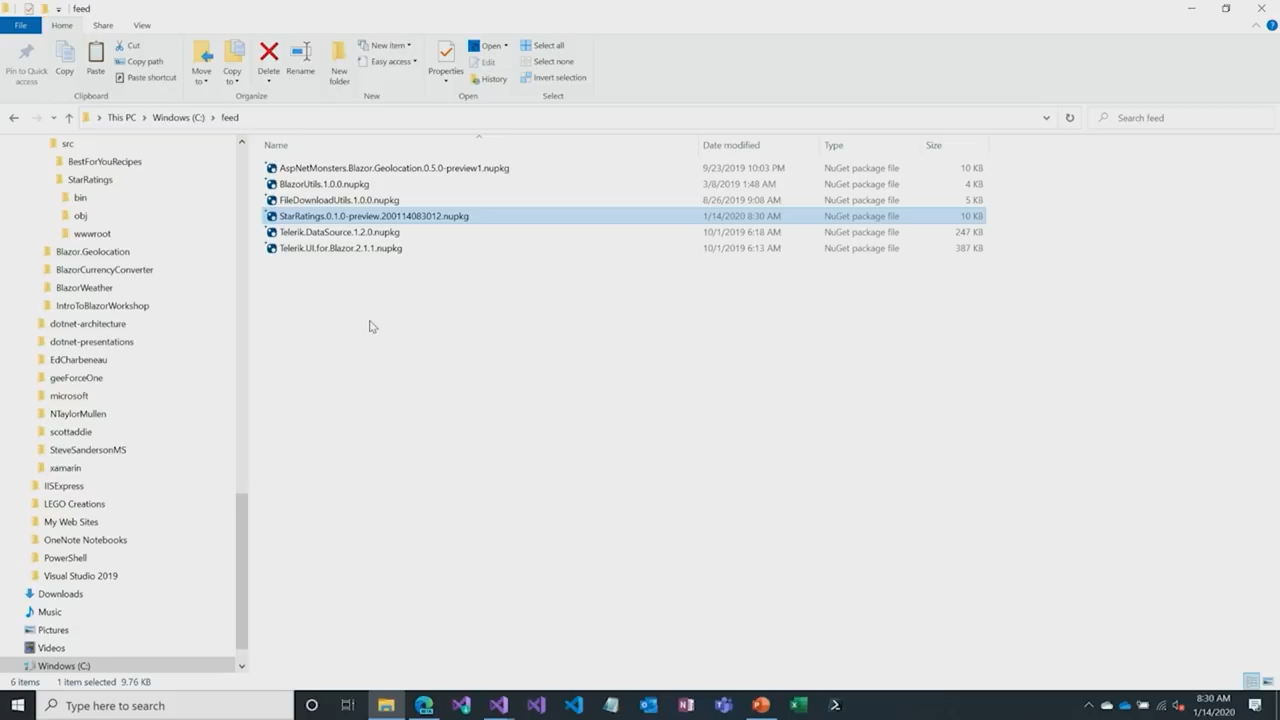 feed
File Home Share View
Pin to Quick access
Copy
Paste
Cut
Copy path
Paste shortcut
Clipboard
Move to
Copy to
Delete
Rename
Organize
New folder
New item
Easy access
New
Properties
Open
Edit
History
Open
Select all
Select none
Invert selection
Select
This PC > Windows (C:) > feed
Search feed
src
BestForYouRecipes
StarRatings
bin
obj
wwwroot
Blazor.Geolocation
BlazorCurrencyConverter
BlazorWeather
IntroToBlazorWorkshop
dotnet-architecture
dotnet-presentations
EdCharbeneau
geeForceOne
microsoft
NTaylorMullen
scottaddie
SteveSandersonMS
xamarin
IISExpress
LEGO Creations
My Web Sites
OneNote Notebooks
PowerShell
Visual Studio 2019
Downloads
Music
Pictures
Videos
Windows (C:)
Name Date modified Type Size
AspNetMonsters.Blazor.Geolocation.0.5.0-preview1.nupkg 9/23/2019 10:03 PM NuGet package file 10 KB
BlazorUtils.1.0.0.nupkg 3/8/2019 1:48 AM NuGet package file 4 KB
FileDownloadUtils.1.0.0.nupkg 8/26/2019 9:08 AM NuGet package file 5 KB
StarRatings.0.1.0-preview.200114083012.nupkg 1/14/2020 8:30 AM NuGet package file 10 KB
Telerik.DataSource.1.2.0.nupkg 10/1/2019 6:18 AM NuGet package file 247 KB
Telerik.UI.for.Blazor.2.1.1.nupkg 10/1/2019 6:13 AM NuGet package file 387 KB
6 items 1 item selected 9.76 KB
Type here to search
8:30 AM
1/14/2020